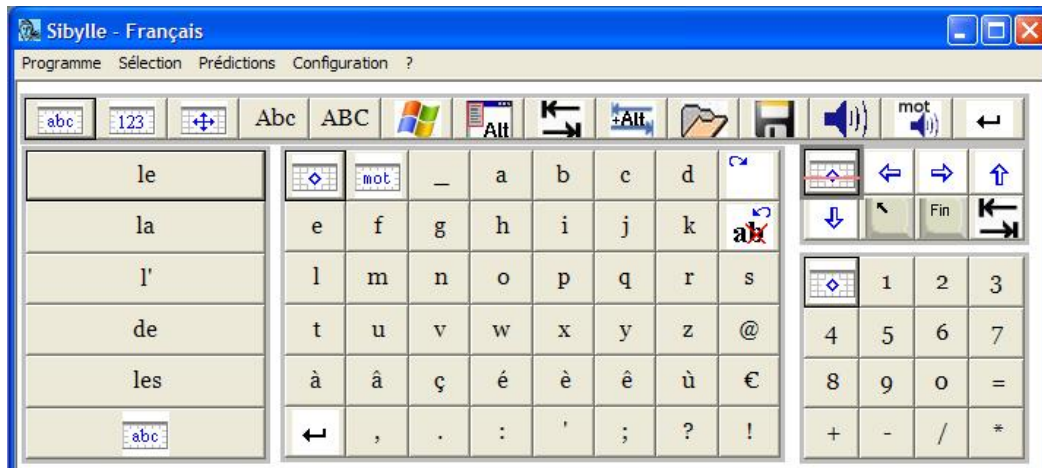 Sibylle - Français
Programme Sélection Prédictions Configuration ?
abc 123 Abc ABC Alt +Alt mot
le
la
l'
de
les
abc
mot _ a b c d
e f g h i j k ab
l m n o p q r s
t u v w x y z @
à â ç é è ê ù €
, . : ' ; ? !
Fin
1 2 3
4 5 6 7
8 9 0 =
+ - / *